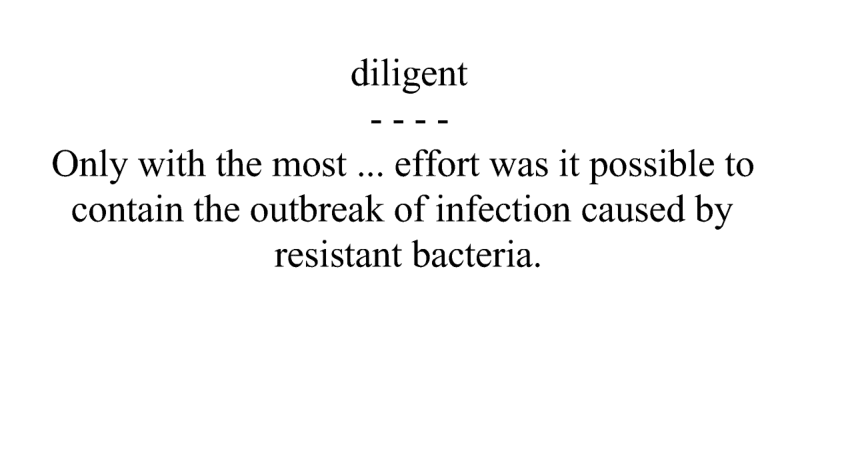 diligent
- - - -
Only with the most ... effort was it possible to
contain the outbreak of infection caused by
resistant bacteria.